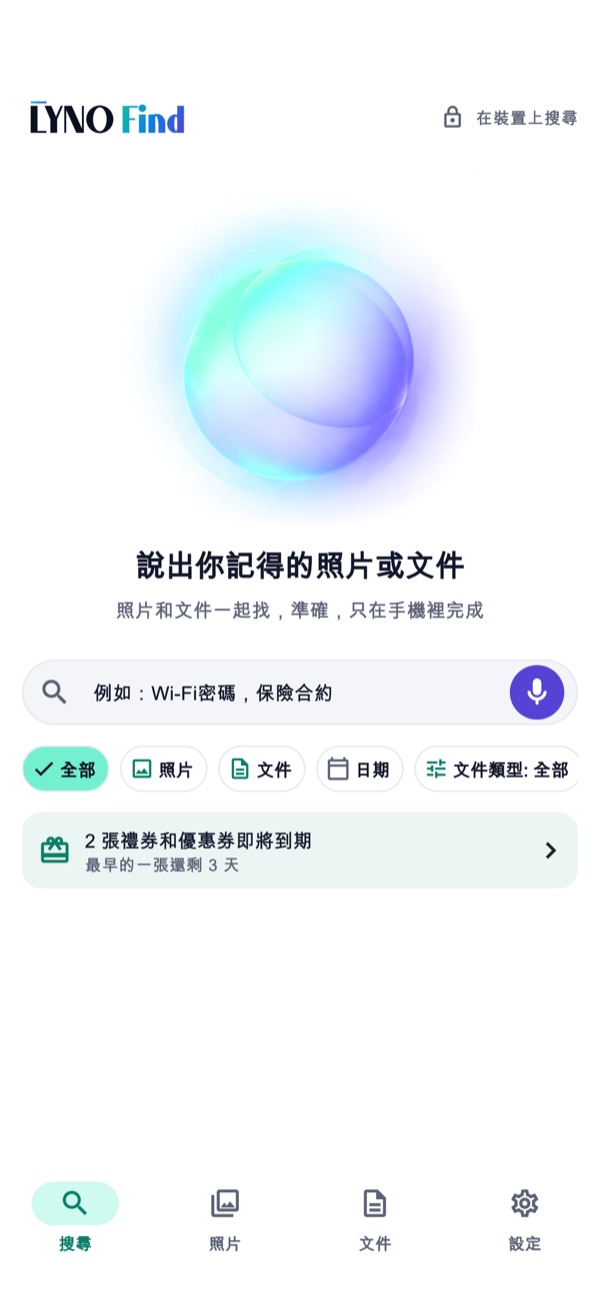 LYNO Find
在裝置上搜尋
說出你記得的照片或文件
照片和文件一起找，準確，只在手機裡完成
例如：Wi-Fi密碼，保險合約
全部
照片
文件
日期
文件類型: 全部
2 張禮券和優惠券即將到期
最早的一張還剩 3 天
搜尋
照片
文件
設定